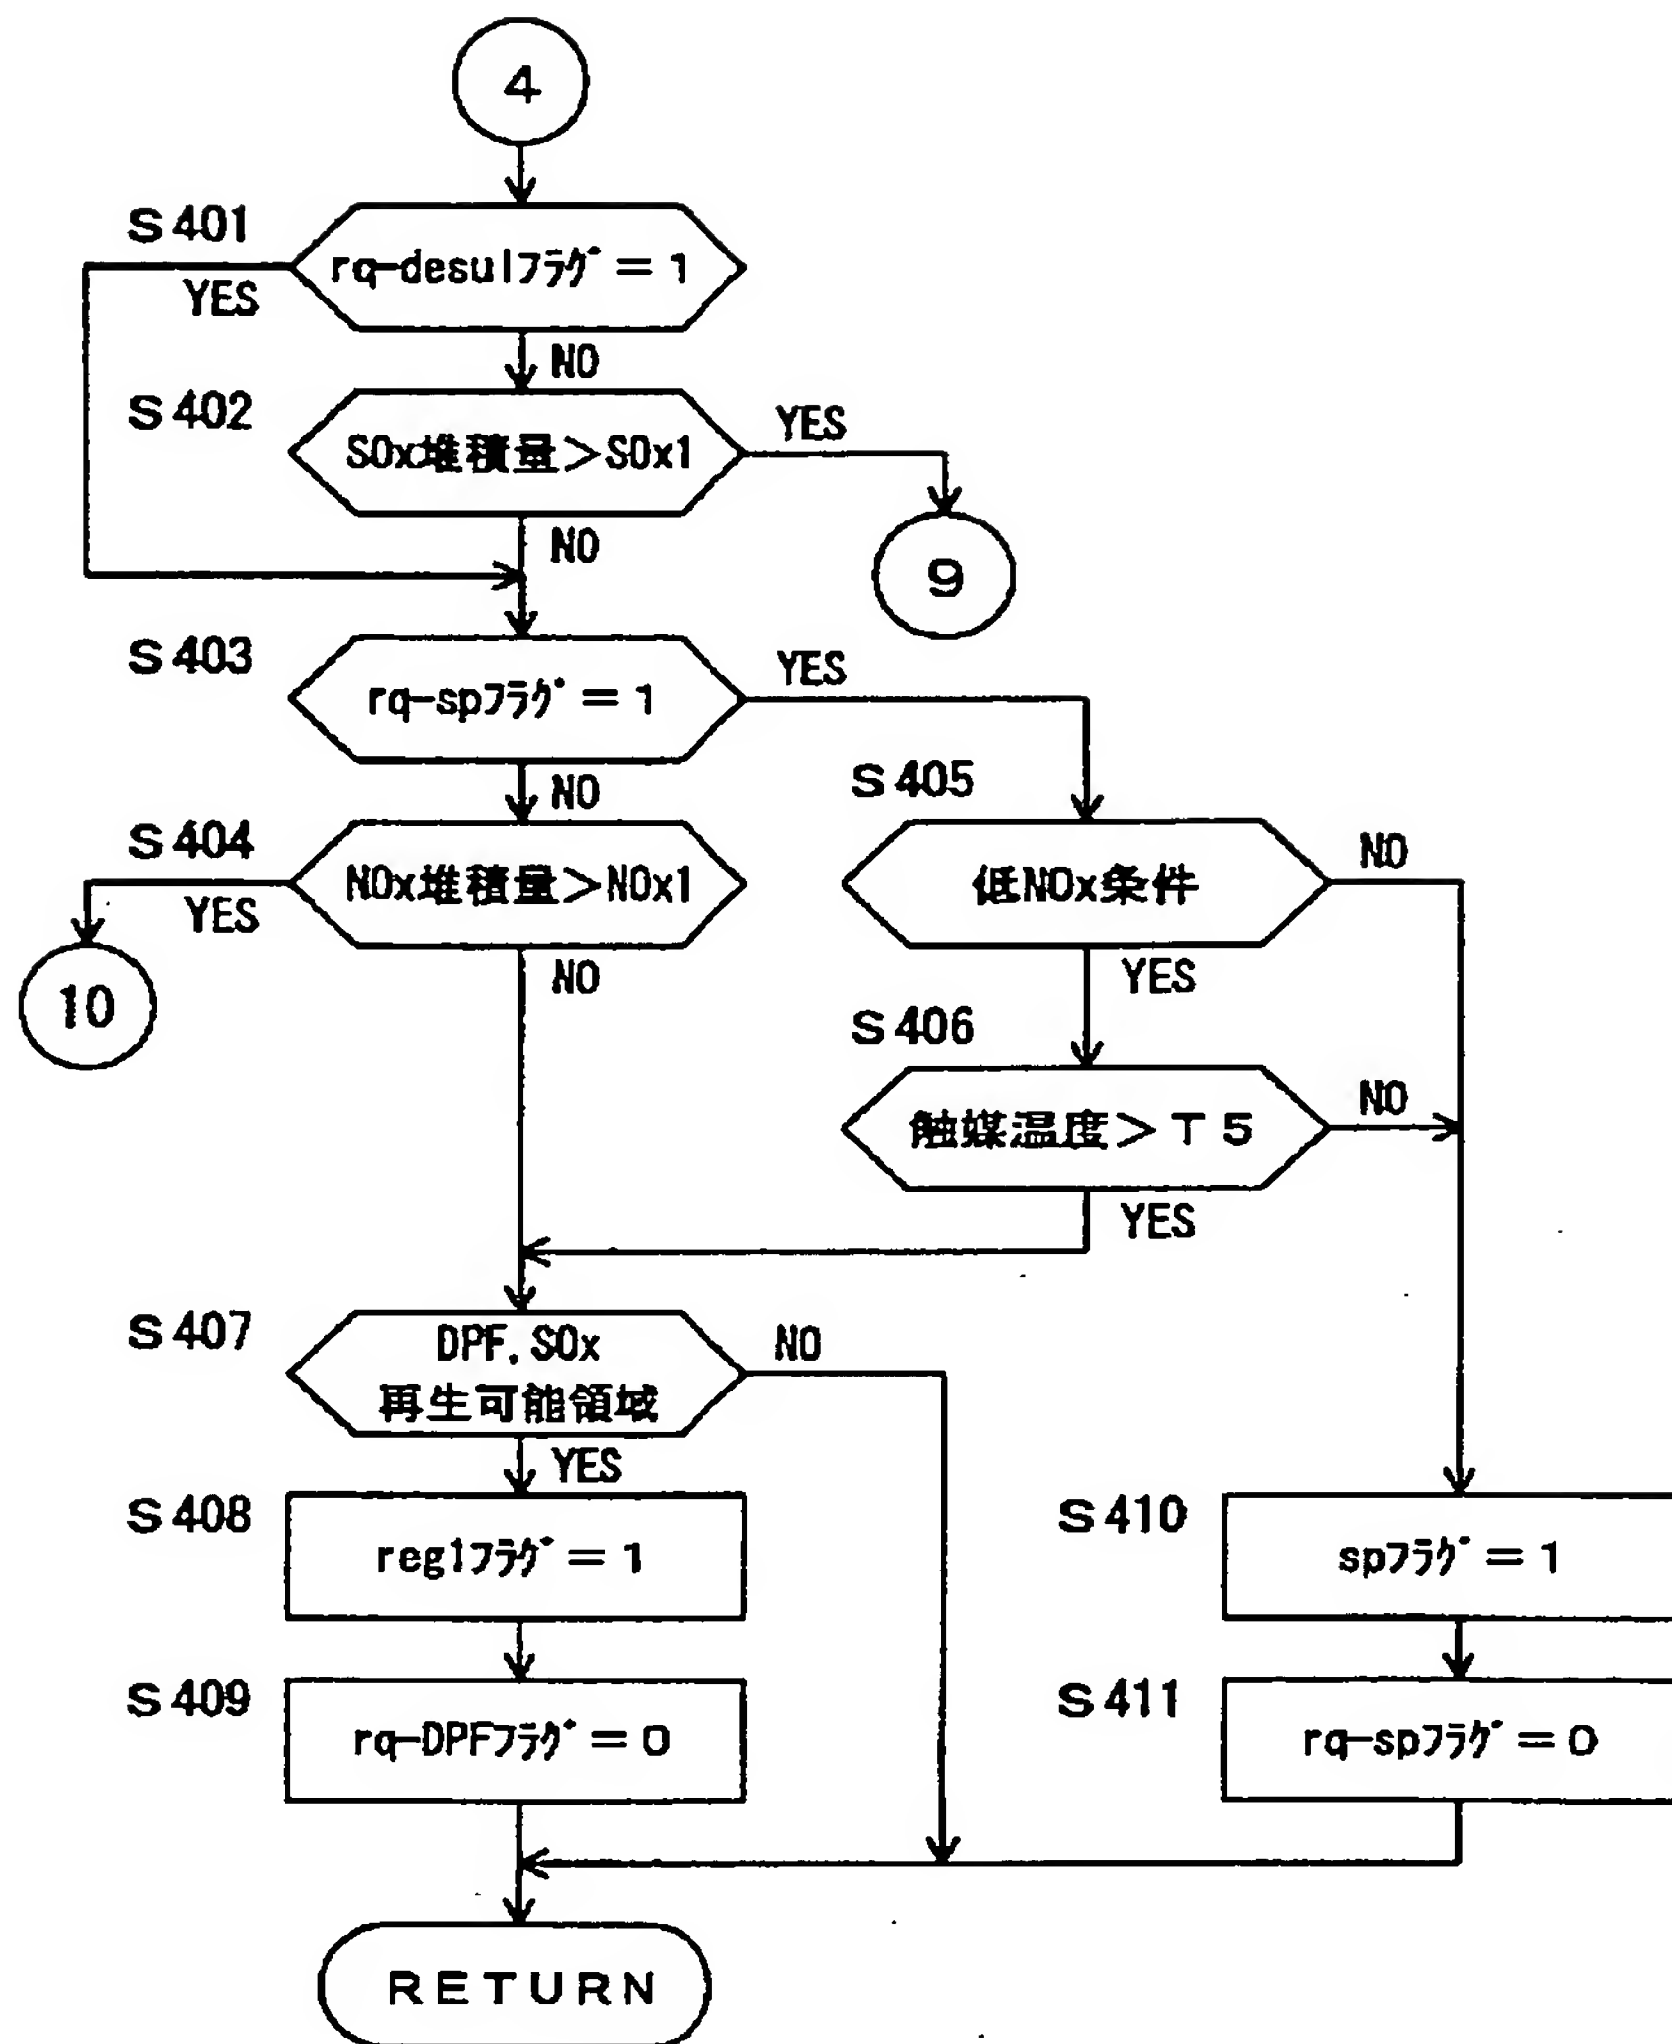 4
S401
rq-desulﾌﾗｸﾞ＝1
YES
NO
S402
SOx堆積量＞SOx1
YES
NO
9
S403
rq-spﾌﾗｸﾞ＝1
YES
NO
S404
NOx堆積量＞NOx1
YES
NO
10
S405
低NOx条件
NO
YES
S406
触媒温度＞T5
NO
YES
S407
DPF,SOx
再生可能領域
NO
YES
S408
reg1ﾌﾗｸﾞ＝1
S410
spﾌﾗｸﾞ＝1
S409
rq-DPFﾌﾗｸﾞ＝0
S411
rq-spﾌﾗｸﾞ＝0
RETURN